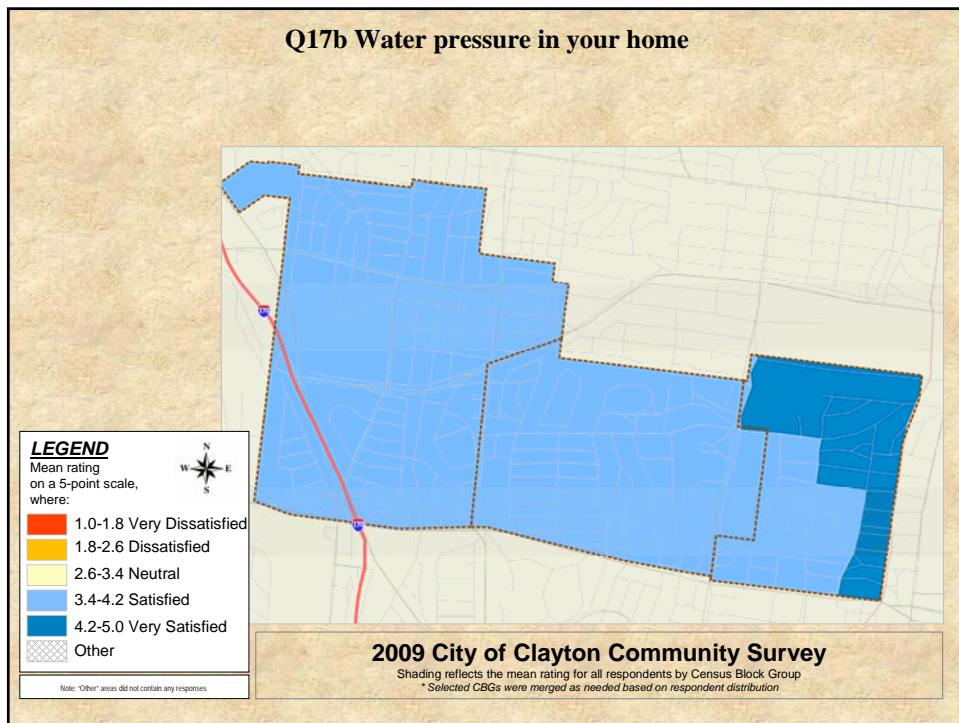 Q17b Water pressure in your home
LEGEND
Mean rating
on a 5-point scale,
where:
N
W E
S
1.0-1.8 Very Dissatisfied
1.8-2.6 Dissatisfied
2.6-3.4 Neutral
3.4-4.2 Satisfied
4.2-5.0 Very Satisfied
Other
Note: "Other" areas did not contain any responses
170
170
2009 City of Clayton Community Survey
Shading reflects the mean rating for all respondents by Census Block Group
* Selected CBGs were merged as needed based on respondent distribution